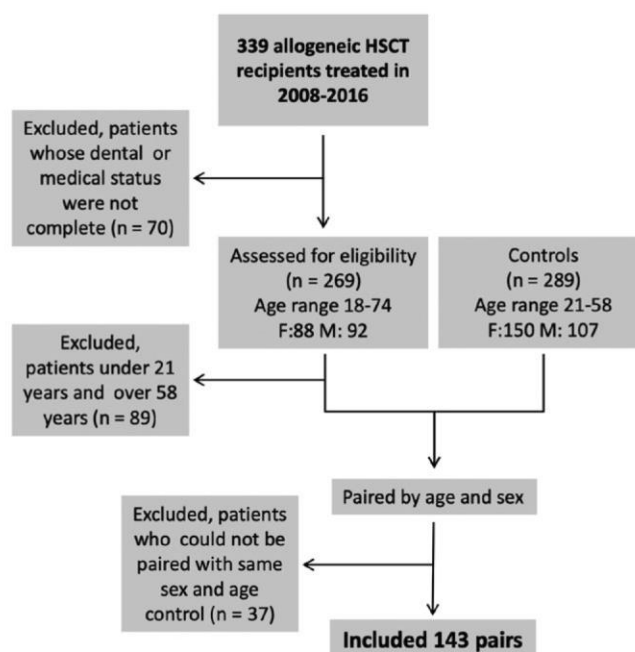 339 allogeneic HSCT
recipients treated in
2008-2016
Excluded, patients
whose dental or
medical status
were not
complete (n = 70)
Assessed for eligibility
(n = 269)
Age range 18-74
F:88 M: 92
Controls
(n = 289)
Age range 21-58
F:150 M: 107
Excluded,
patients under 21
years and over 58
years (n = 89)
Paired by age and sex
Excluded, patients
who could not be
paired with same
sex and age
control (n = 37)
Included 143 pairs